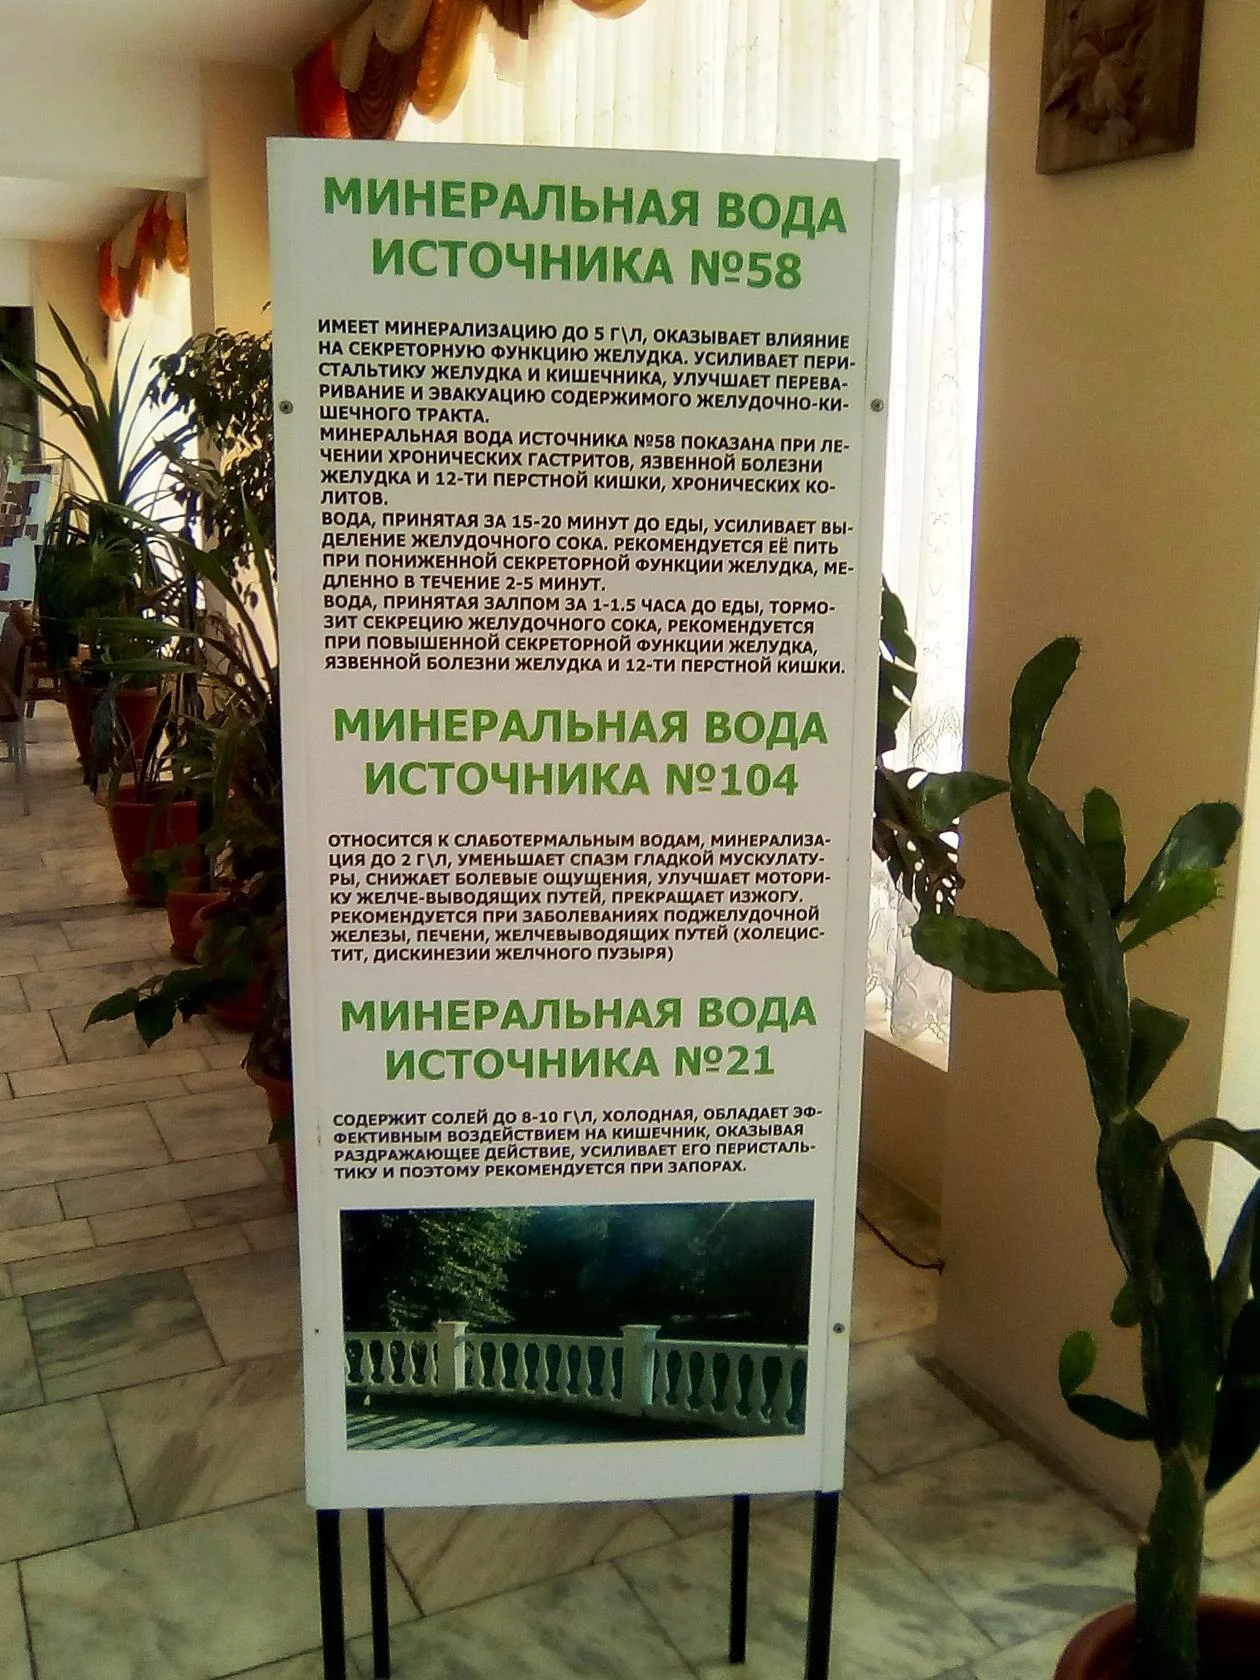 МИНЕРАЛЬНАЯ ВОДА
ИСТОЧНИКА №58
ИМЕЕТ МИНЕРАЛИЗАЦИЮ ДО 5 Г\Л, ОКАЗЫВАЕТ ВЛИЯНИЕ
НА СЕКРЕТОРНУЮ ФУНКЦИЮ ЖЕЛУДКА. УСИЛИВАЕТ ПЕРИ-
СТАЛЬТИКУ ЖЕЛУДКА И КИШЕЧНИКА, УЛУЧШАЕТ ПЕРЕВА-
РИВАНИЕ И ЭВАКУАЦИЮ СОДЕРЖИМОГО ЖЕЛУДОЧНО-КИ-
ШЕЧНОГО ТРАКТА.
МИНЕРАЛЬНАЯ ВОДА ИСТОЧНИКА №58 ПОКАЗАНА ПРИ ЛЕ-
ЧЕНИИ ХРОНИЧЕСКИХ ГАСТРИТОВ, ЯЗВЕННОЙ БОЛЕЗНИ
ЖЕЛУДКА И 12-ТИ ПЕРСТНОЙ КИШКИ, ХРОНИЧЕСКИХ КО-
ЛИТОВ.
ВОДА, ПРИНЯТАЯ ЗА 15-20 МИНУТ ДО ЕДЫ, УСИЛИВАЕТ ВЫ-
ДЕЛЕНИЕ ЖЕЛУДОЧНОГО СОКА. РЕКОМЕНДУЕТСЯ ЕЁ ПИТЬ
ПРИ ПОНИЖЕННОЙ СЕКРЕТОРНОЙ ФУНКЦИИ ЖЕЛУДКА, МЕ-
ДЛЕННО В ТЕЧЕНИЕ 2-5 МИНУТ.
ВОДА, ПРИНЯТАЯ ЗАЛПОМ ЗА 1-1.5 ЧАСА ДО ЕДЫ, ТОРМО-
ЗИТ СЕКРЕЦИЮ ЖЕЛУДОЧНОГО СОКА, РЕКОМЕНДУЕТСЯ
ПРИ ПОВЫШЕННОЙ СЕКРЕТОРНОЙ ФУНКЦИИ ЖЕЛУДКА,
ЯЗВЕННОЙ БОЛЕЗНИ ЖЕЛУДКА И 12-ТИ ПЕРСТНОЙ КИШКИ.
МИНЕРАЛЬНАЯ ВОДА
ИСТОЧНИКА №104
ОТНОСИТСЯ К СЛАБОТЕРМАЛЬНЫМ ВОДАМ, МИНЕРАЛИЗА-
ЦИЯ ДО 2 Г\Л, УМЕНЬШАЕТ СПАЗМ ГЛАДКОЙ МУСКУЛАТУ-
РЫ, СНИЖАЕТ БОЛЕВЫЕ ОЩУЩЕНИЯ, УЛУЧШАЕТ МОТОРИ-
КУ ЖЕЛЧЕ-ВЫВОДЯЩИХ ПУТЕЙ, ПРЕКРАЩАЕТ ИЗЖОГУ.
РЕКОМЕНДУЕТСЯ ПРИ ЗАБОЛЕВАНИЯХ ПОДЖЕЛУДОЧНОЙ
ЖЕЛЕЗЫ, ПЕЧЕНИ, ЖЕЛЧЕВЫВОДЯЩИХ ПУТЕЙ (ХОЛЕЦИС-
ТИТ, ДИСКИНЕЗИИ ЖЕЛЧНОГО ПУЗЫРЯ)
МИНЕРАЛЬНАЯ ВОДА
ИСТОЧНИКА №21
СОДЕРЖИТ СОЛЕЙ ДО 8-10 Г\Л, ХОЛОДНАЯ, ОБЛАДАЕТ ЭФ-
ФЕКТИВНЫМ ВОЗДЕЙСТВИЕМ НА КИШЕЧНИК, ОКАЗЫВАЯ
РАЗДРАЖАЮЩЕЕ ДЕЙСТВИЕ, УСИЛИВАЕТ ЕГО ПЕРИСТАЛЬ-
ТИКУ И ПОЭТОМУ РЕКОМЕНДУЕТСЯ ПРИ ЗАПОРАХ.